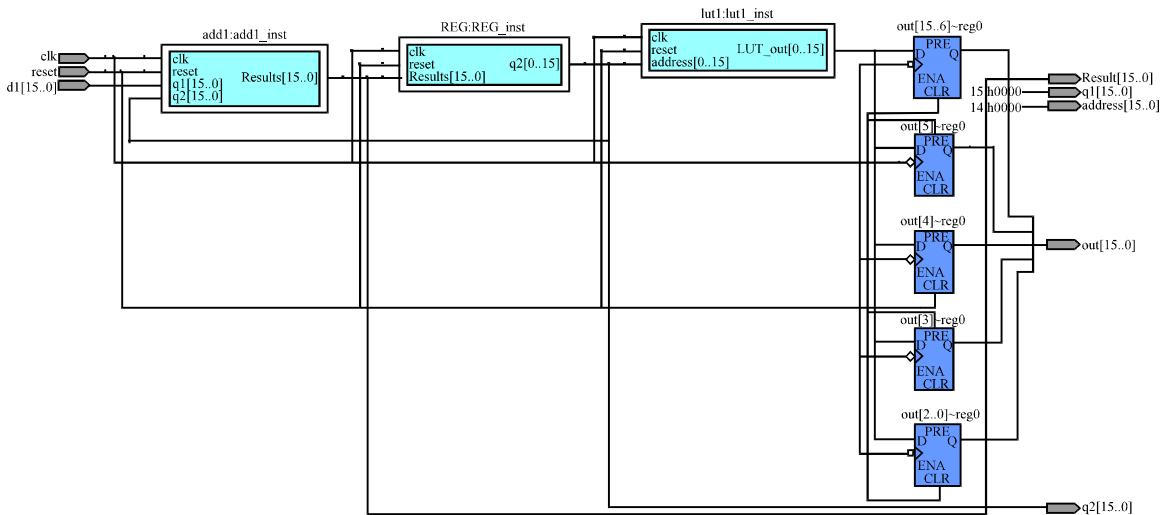 add1:add1_inst
clk
reset
q1[15..0]
q2[15..0]
Results[15..0]
REG:REG_inst
clk
reset
Results[15..0]
q2[0..15]
lut1:lut1_inst
clk
reset
address[0..15]
LUT_out[0..15]
clk
reset
d1[15..0]
out[15..6]~reg0
PRE
D
Q
ENA
CLR
out[5]~reg0
PRE
D
Q
ENA
CLR
out[4]~reg0
PRE
D
Q
ENA
CLR
out[3]~reg0
PRE
D
Q
ENA
CLR
out[2..0]~reg0
PRE
D
Q
ENA
CLR
Result[15..0]
15 h0000
q1[15..0]
14 h0000
address[15..0]
out[15..0]
q2[15..0]